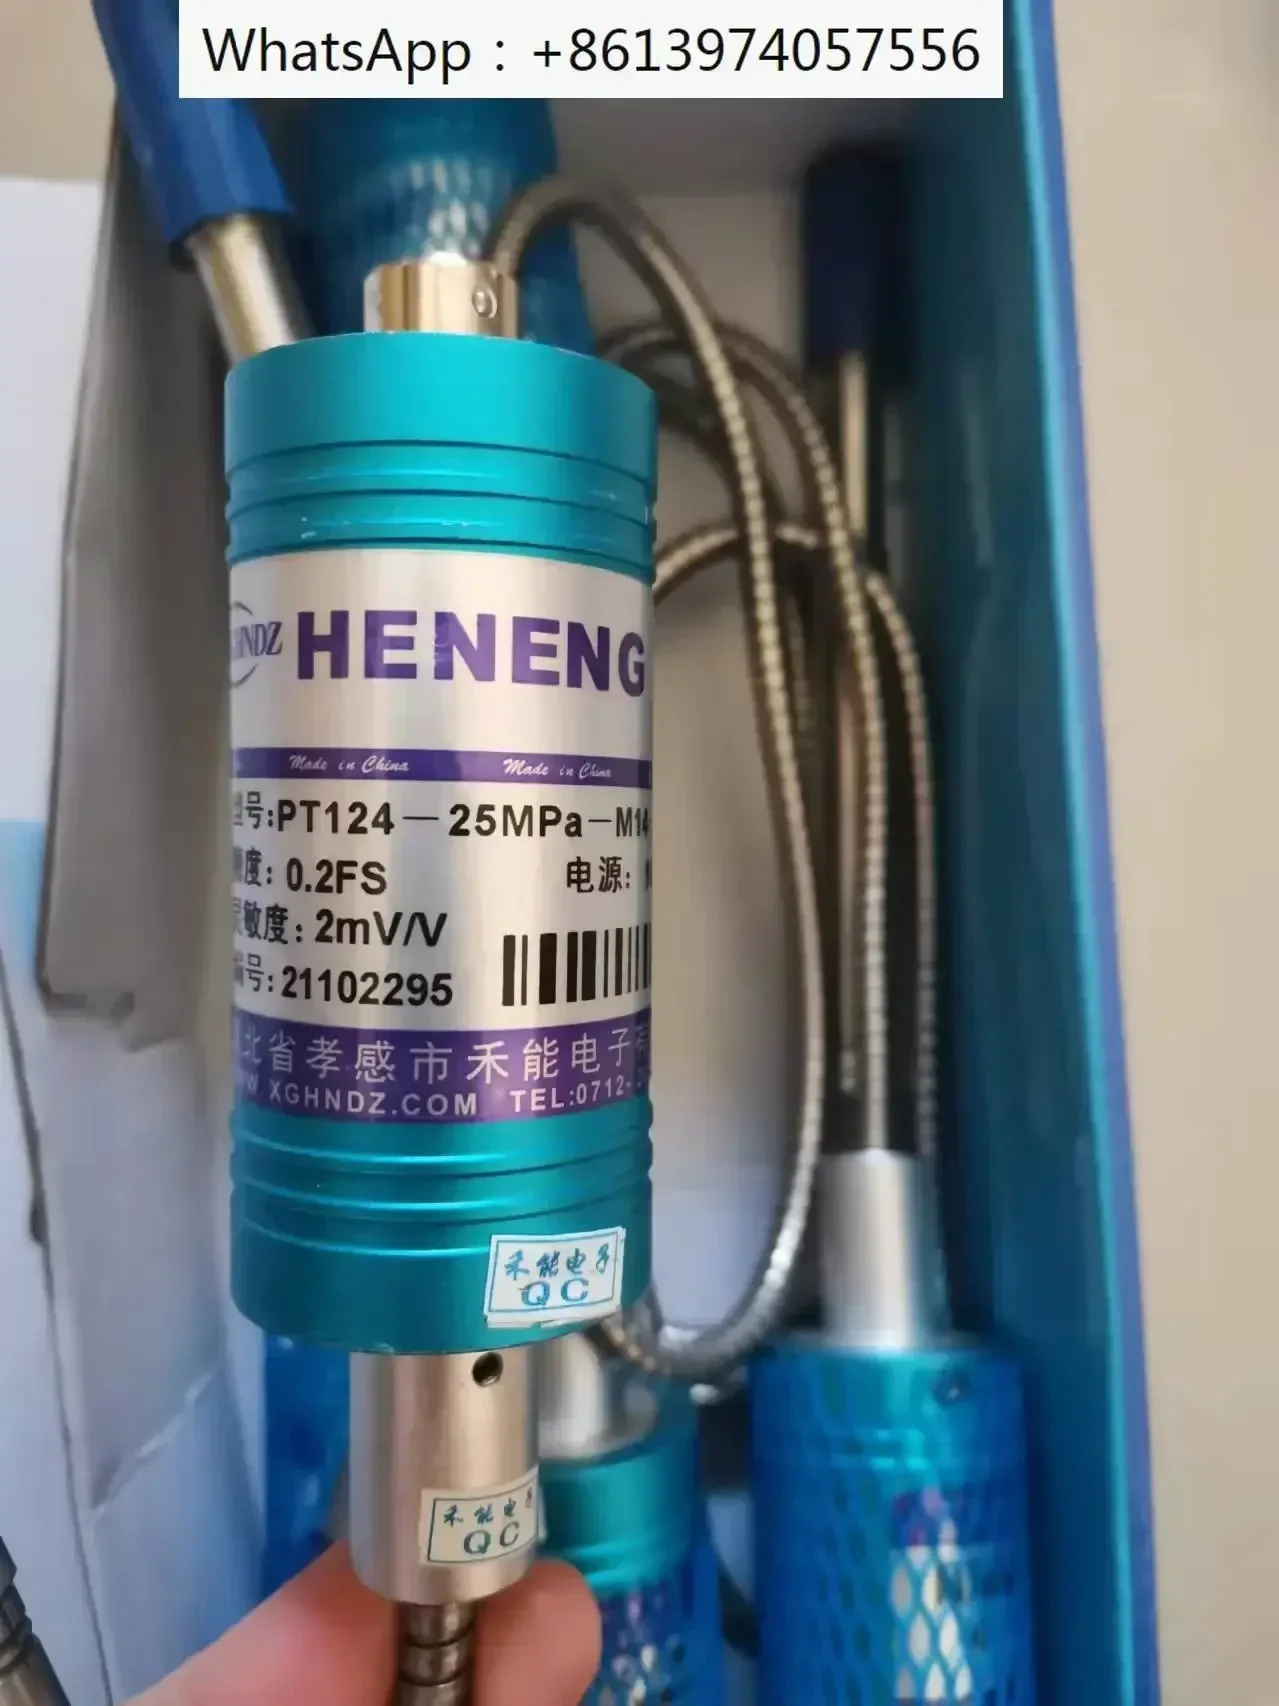 WhatsApp：+8613974057556
GHNDZ HENENG
Made in China Made in China
型号:PT124－25MPa－M14
精度: 0.2FS 电源:
灵敏度: 2mV/V
编号:21102295
北省孝感市禾能电子
WWW.XGHNDZ.COM TEL:0712-
禾能电子
QC
禾能电子
QC